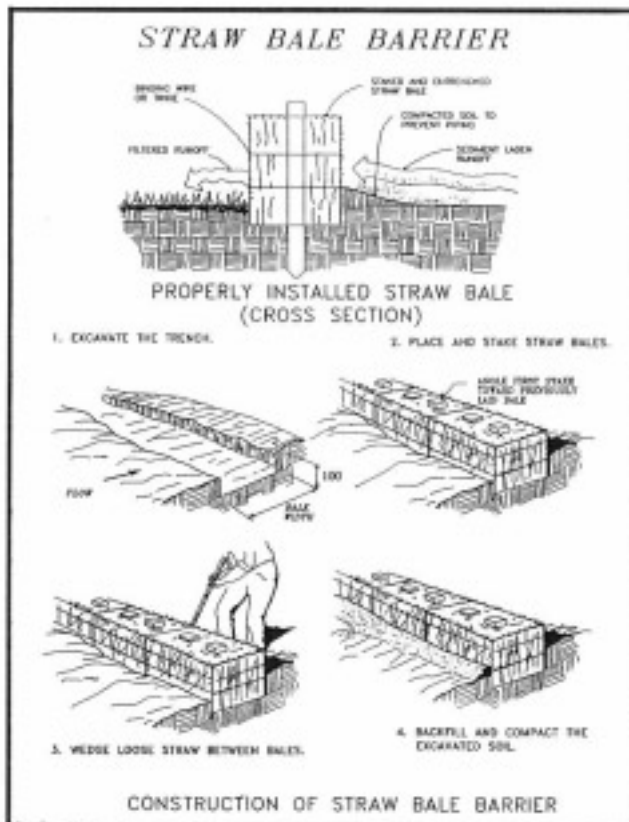 STRAW BALE BARRIER
BINDING WIRE
OR TWINE
STAKED AND ENTRENCHED
STRAW BALE
COMPACTED SOIL TO
PREVENT PIPING
FILTERED RUNOFF
SEDIMENT LADEN
RUNOFF
PROPERLY INSTALLED STRAW BALE
(CROSS SECTION)
1. EXCAVATE THE TRENCH.
2. PLACE AND STAKE STRAW BALES.
ANGLE FIRST STAKE
TOWARD PREVIOUSLY
LAID BALE
FLOW
100
BALE
WIDTH
3. WEDGE LOOSE STRAW BETWEEN BALES.
4. BACKFILL AND COMPACT THE
EXCAVATED SOIL.
CONSTRUCTION OF STRAW BALE BARRIER